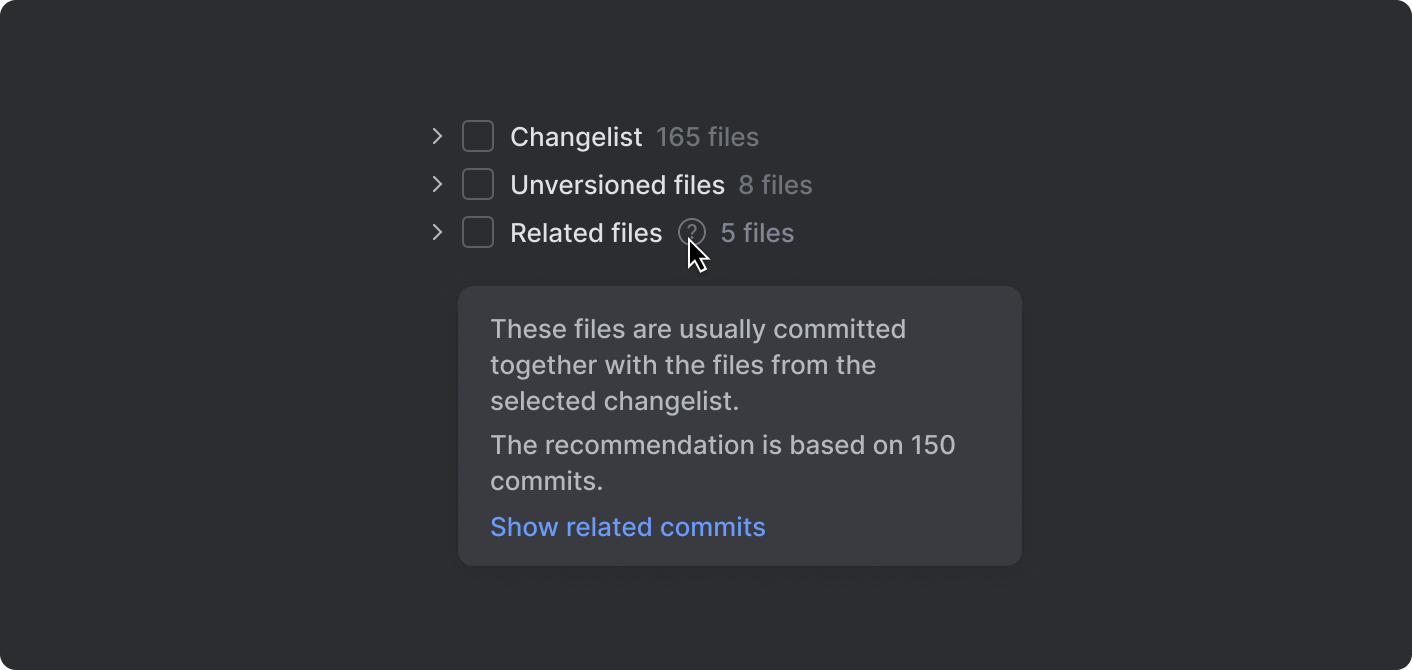 Changelist 165 files
Unversioned files 8 files
Related files ? 5 files
These files are usually committed
together with the files from the
selected changelist.
The recommendation is based on 150
commits.
Show related commits